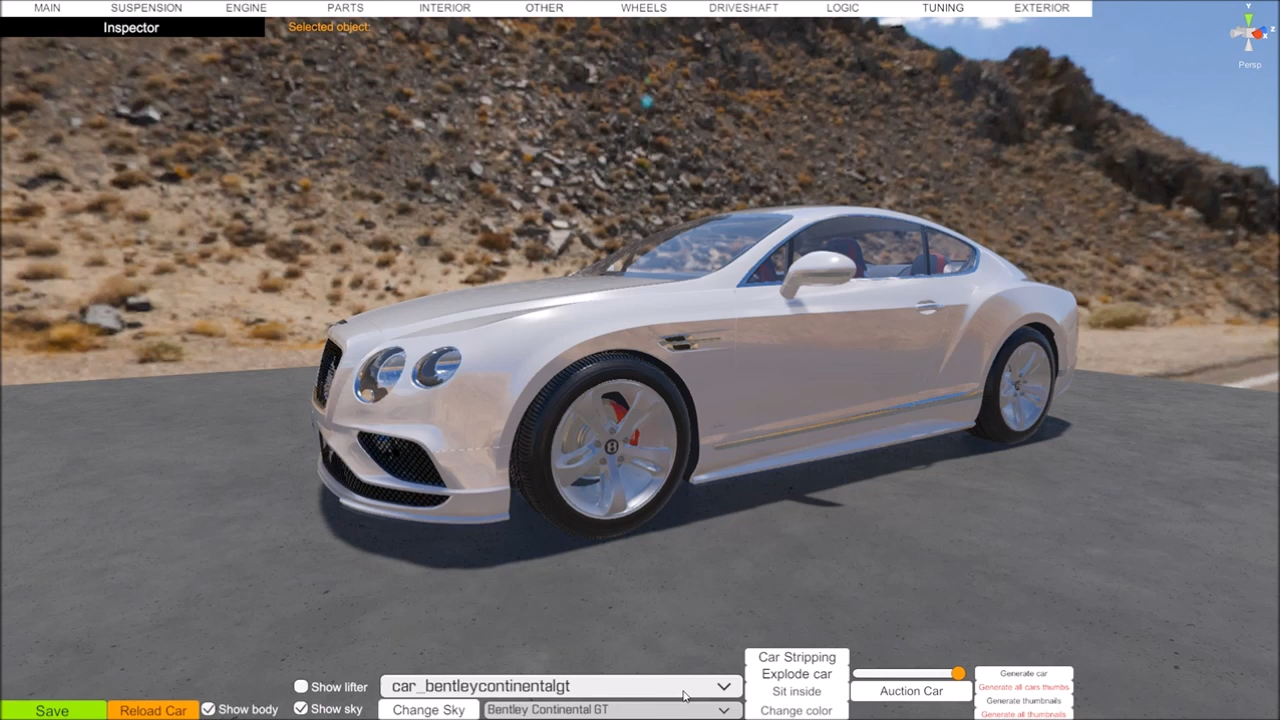 MAIN SUSPENSION ENGINE PARTS INTERIOR OTHER WHEELS DRIVESHAFT LOGIC TUNING EXTERIOR
Inspector
Selected object:
Y
Z
X
Persp
Show lifter
car_bentleycontinentalgt
Car Stripping
Explode car
Sit inside
Change color
Auction Car
Generate car
Generate all cars thumbs
Generate thumbnails
Generate all thumbnails
Save
Reload Car
Show body
Show sky
Change Sky
Bentley Continental GT